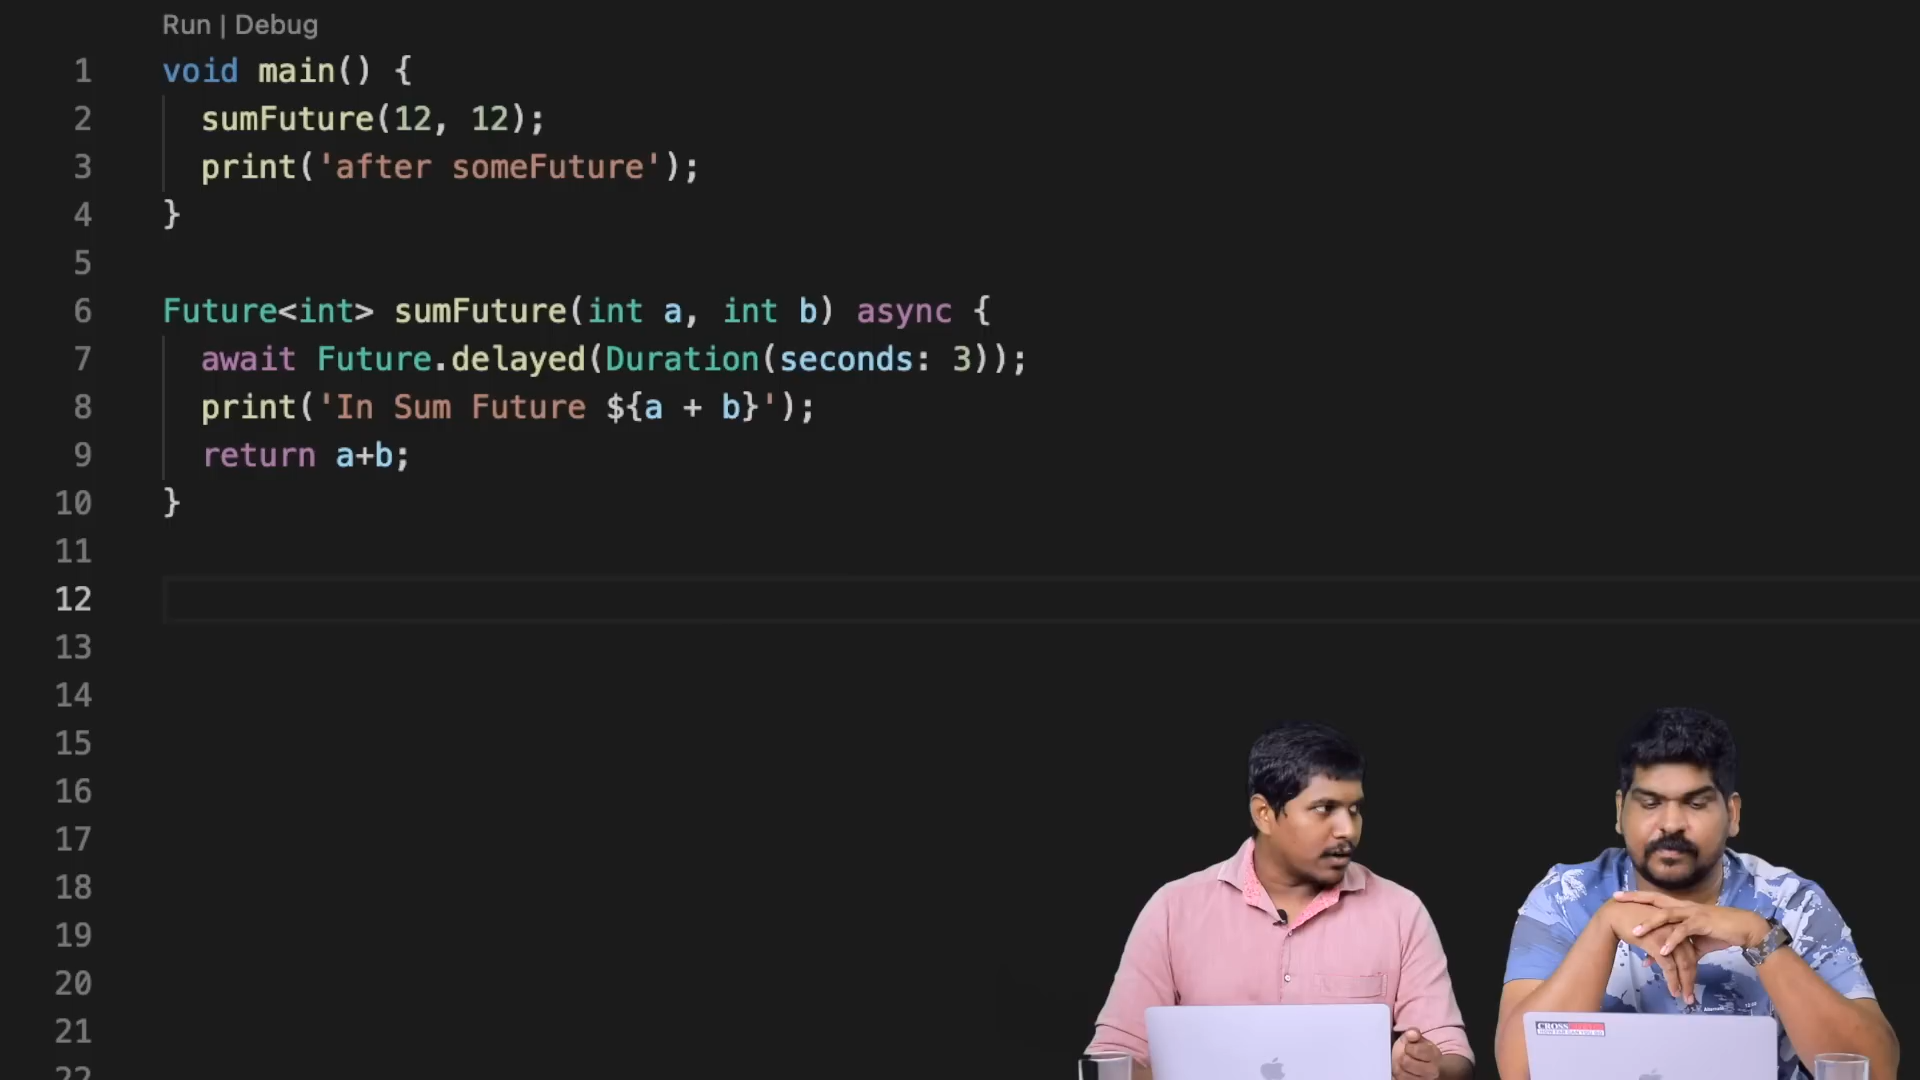 Run | Debug
1 void main() {
2 sumFuture(12, 12);
3 print('after someFuture');
4 }
5
6 Future<int> sumFuture(int a, int b) async {
7 await Future.delayed(Duration(seconds: 3));
8 print('In Sum Future ${a + b}');
9 return a+b;
10 }
11
12
13
14
15
16
17
18
19
20
21
22
CROSS